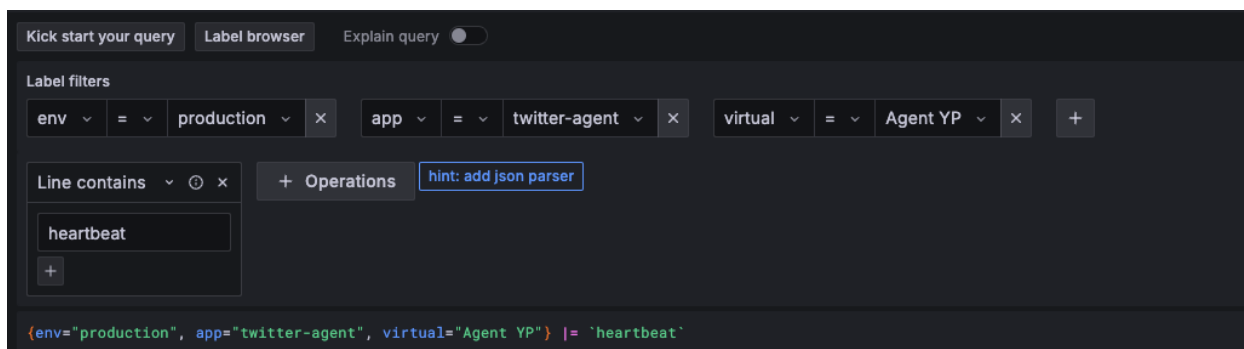 Kick start your query Label browser Explain query
Label filters
env = production × app = twitter-agent × virtual = Agent YP × +
Line contains × + Operations hint: add json parser
heartbeat
+
{env="production", app="twitter-agent", virtual="Agent YP"} |= `heartbeat`